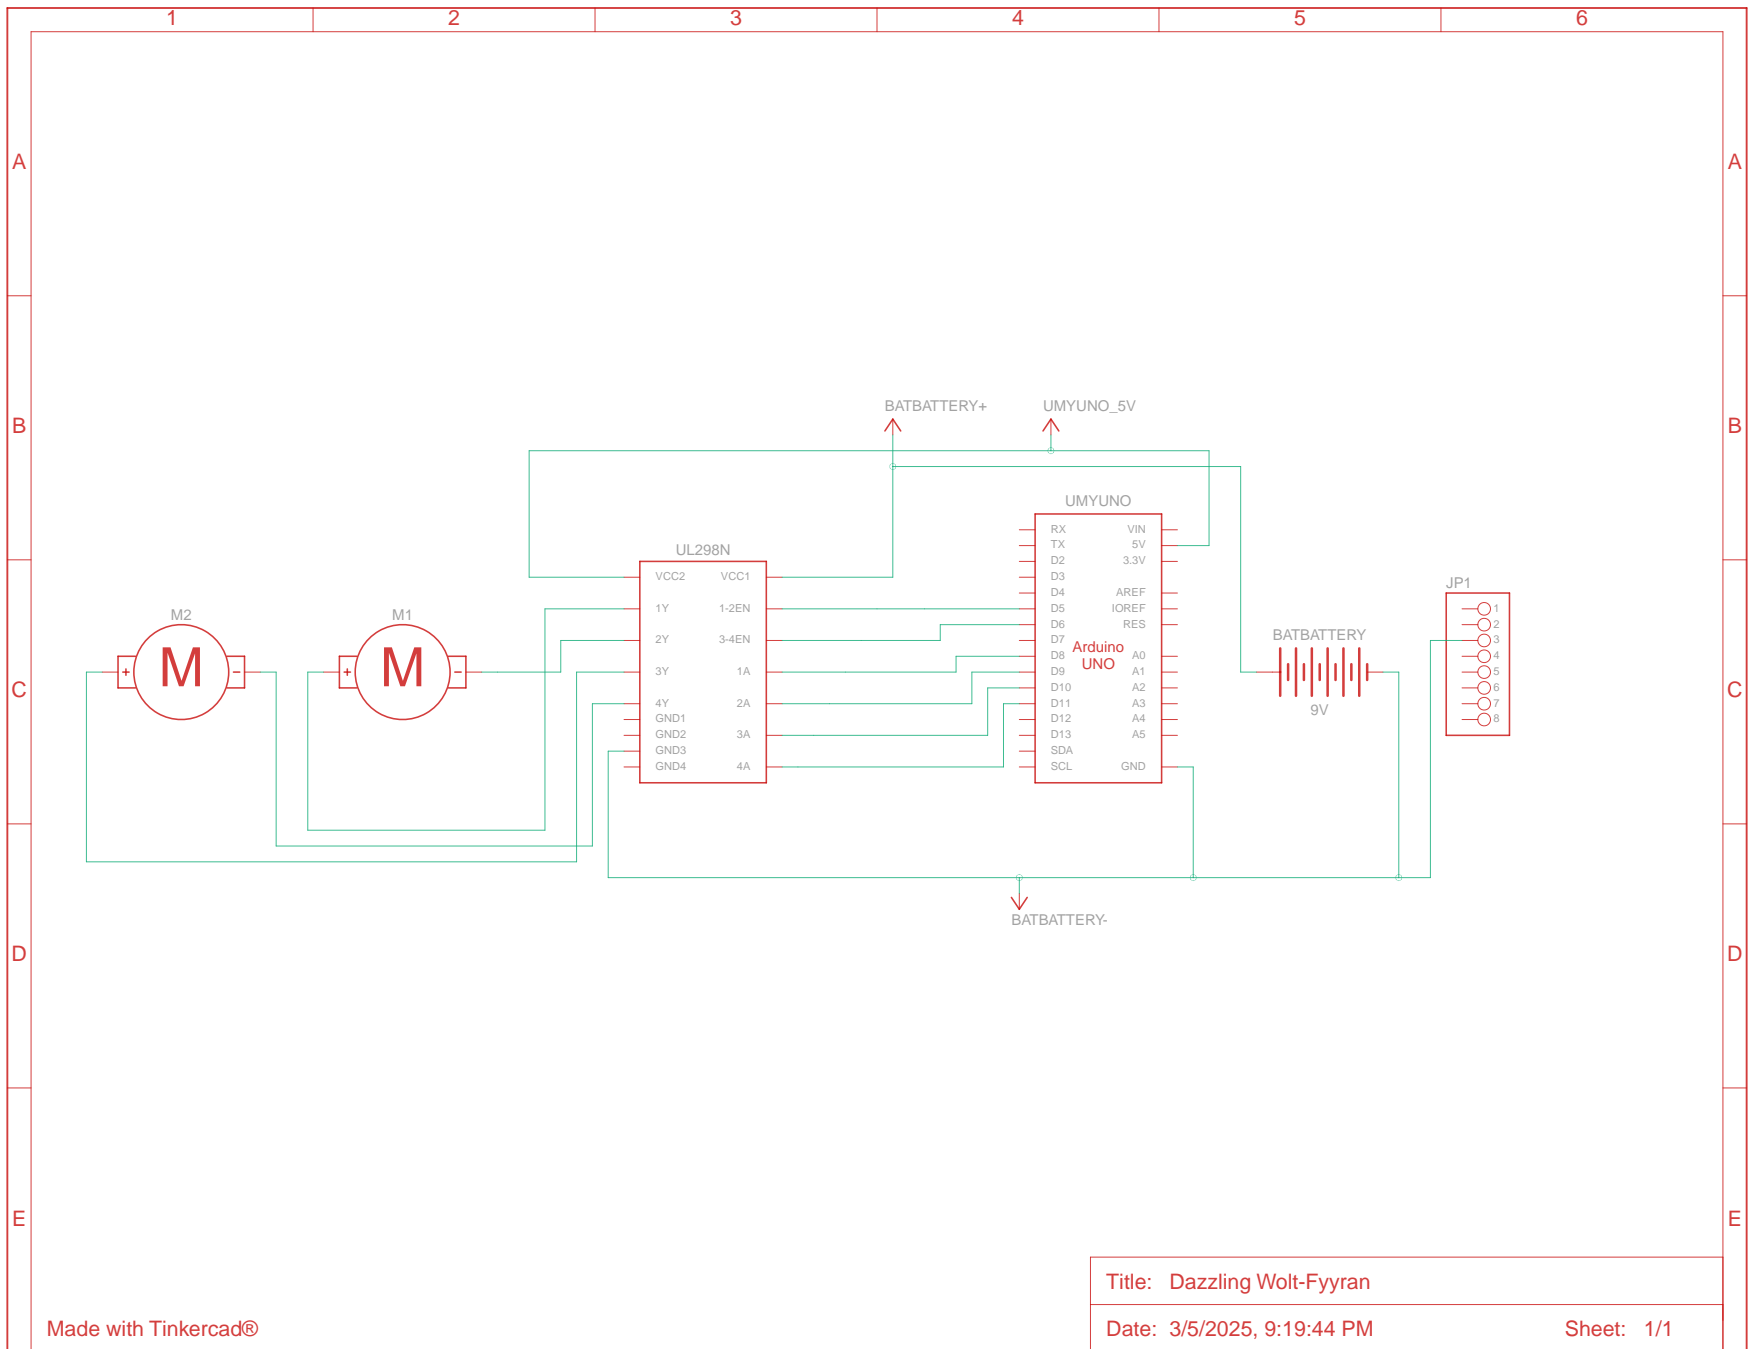 1 2 3 4 5 6
A A
B B
C C
D D
E E
BATBATTERY+ UMYUNO_5V
UMYUNO
RX VIN
TX 5V
D2 3.3V
D3
D4 AREF
D5 IOREF
D6 RES
D7
Arduino
UNO
D8 A0
D9 A1
D10 A2
D11 A3
D12 A4
D13 A5
SDA
SCL GND
UL298N
VCC2 VCC1
1Y 1-2EN
2Y 3-4EN
3Y 1A
4Y 2A
GND1
GND2 3A
GND3
GND4 4A
M2
+ M -
M1
+ M -
BATBATTERY
9V
JP1
1
2
3
4
5
6
7
8
BATBATTERY-
Title: Dazzling Wolt-Fyyran
Date: 3/5/2025, 9:19:44 PM Sheet: 1/1
Made with Tinkercad®